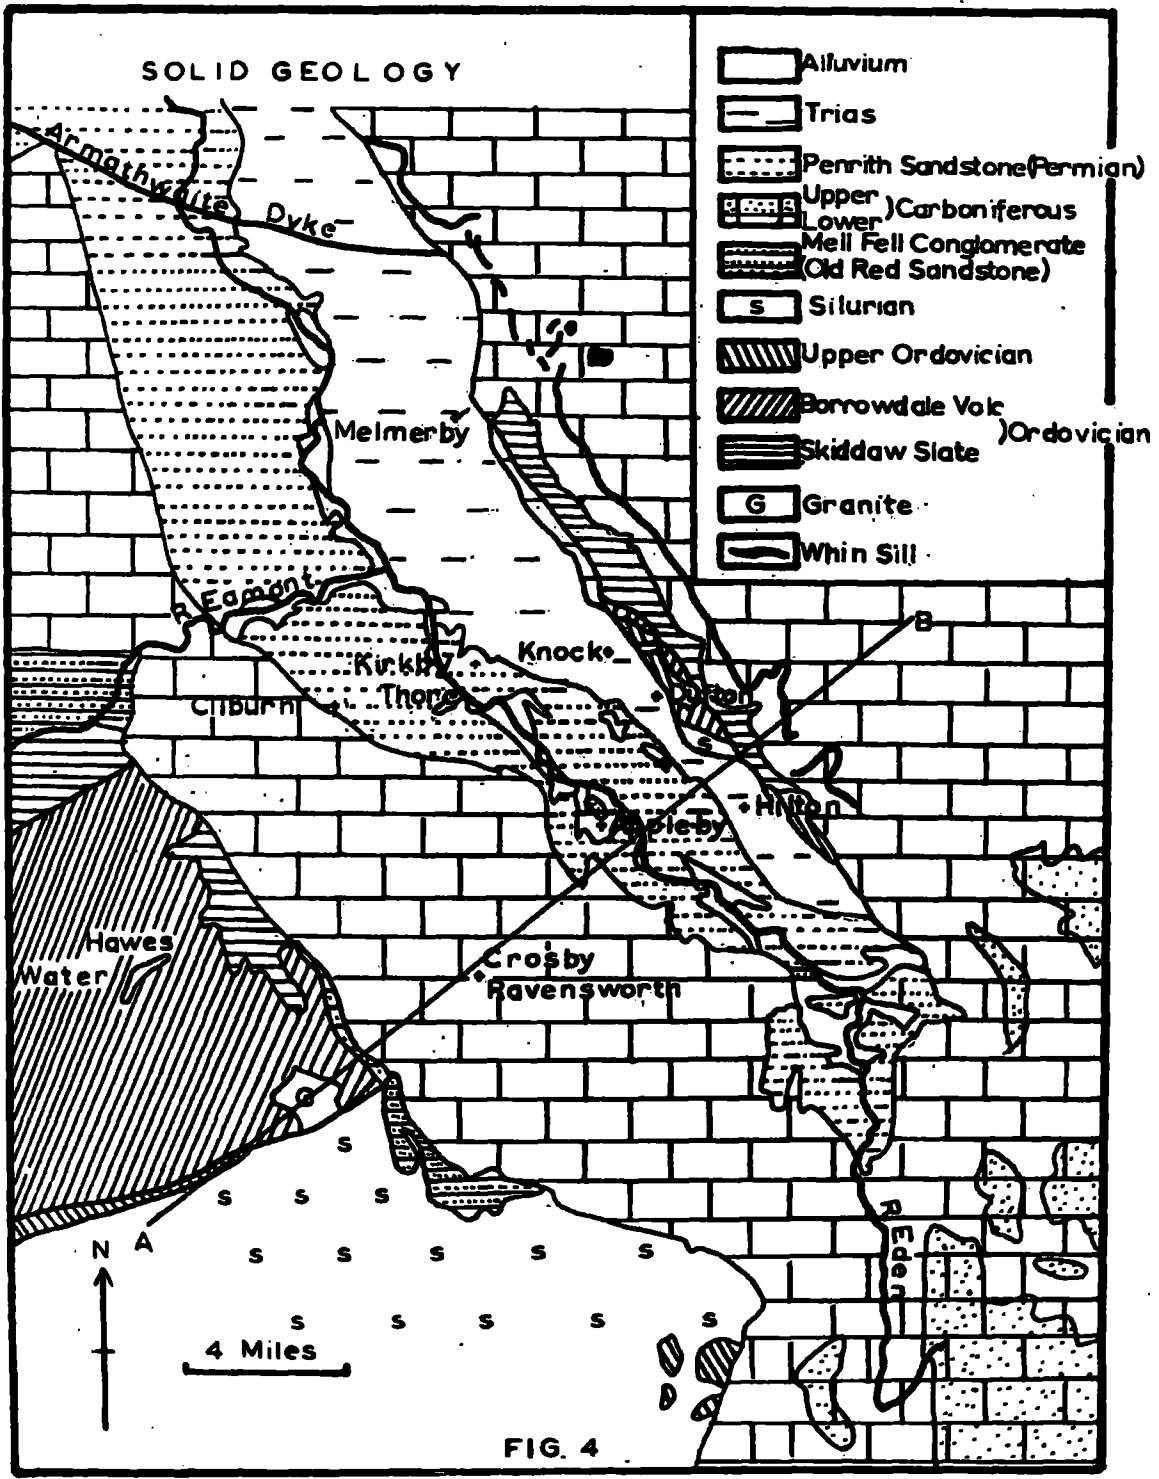 SOLID GEOLOGY
Alluvium
Trias
Penrith Sandstone(Permian)
Upper
Lower )Carboniferous
Mell Fell Conglomerate
(Old Red Sandstone)
S Silurian
Upper Ordovician
Borrowdale Volc
)Ordovician
Skiddaw Slate
G Granite
Whin Sill
Armathwaite Dyke
Melmerby
R. Eamont
B
Knock
Kirkby
Thore
Dufton
Cliburn
S
Hilton
Appleby
Hawes
Water
Crosby
Ravensworth
G
S
S S S
R Eden
N A
S S S S S
S S S S S
4 Miles
FIG. 4